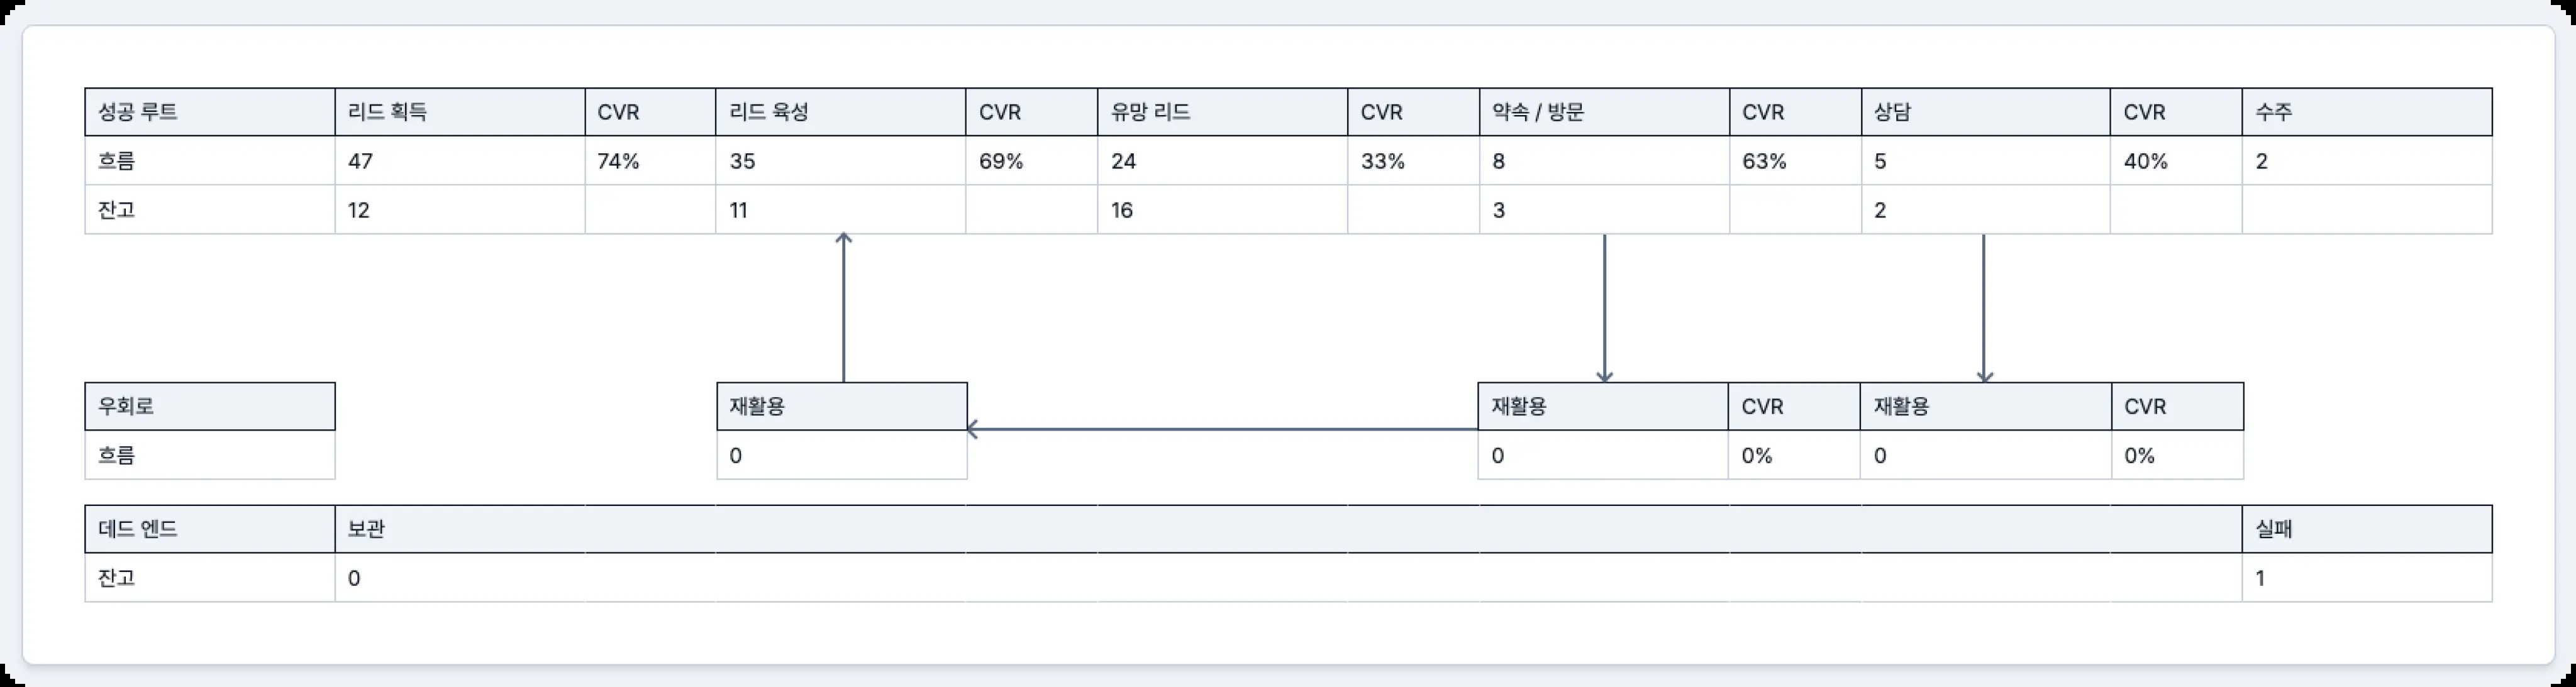 성공 루트 리드 획득 CVR 리드 육성 CVR 유망 리드 CVR 약속 / 방문 CVR 상담 CVR 수주
흐름 47 74% 35 69% 24 33% 8 63% 5 40% 2
잔고 12 11 16 3 2
우회로 재활용 재활용 CVR 재활용 CVR
흐름 0 0 0% 0 0%
데드 엔드 보관 실패
잔고 0 1